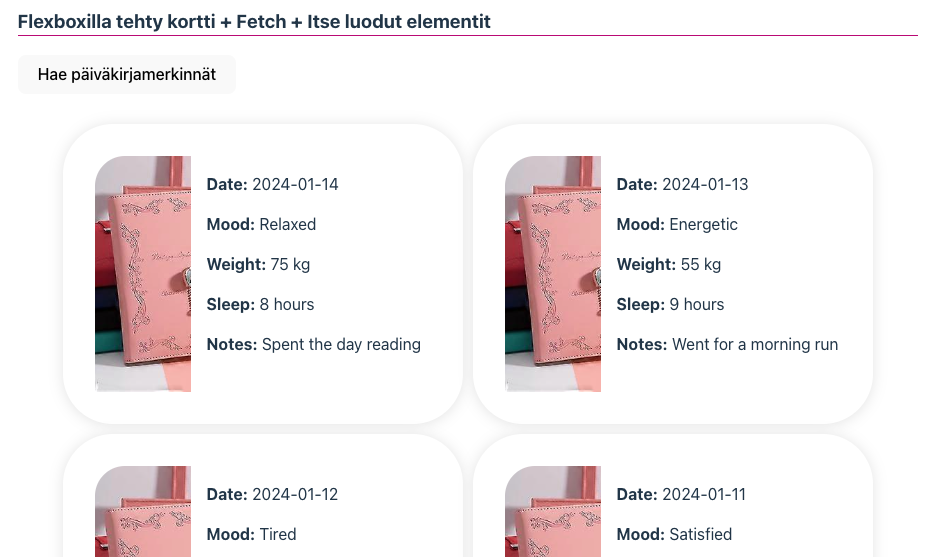 Flexboxilla tehty kortti + Fetch + Itse luodut elementit
Hae päiväkirjamerkinnät
Date: 2024-01-14
Mood: Relaxed
Weight: 75 kg
Sleep: 8 hours
Notes: Spent the day reading
Date: 2024-01-13
Mood: Energetic
Weight: 55 kg
Sleep: 9 hours
Notes: Went for a morning run
Date: 2024-01-12
Mood: Tired
Date: 2024-01-11
Mood: Satisfied